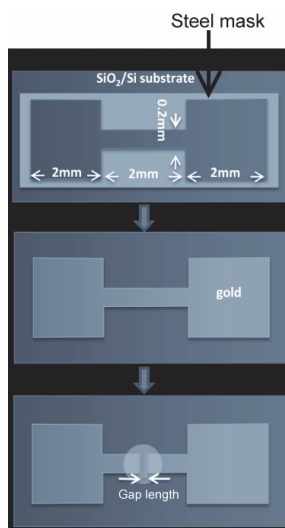 Steel mask
SiO₂/Si substrate
0.2mm
2mm 2mm 2mm
gold
Gap length